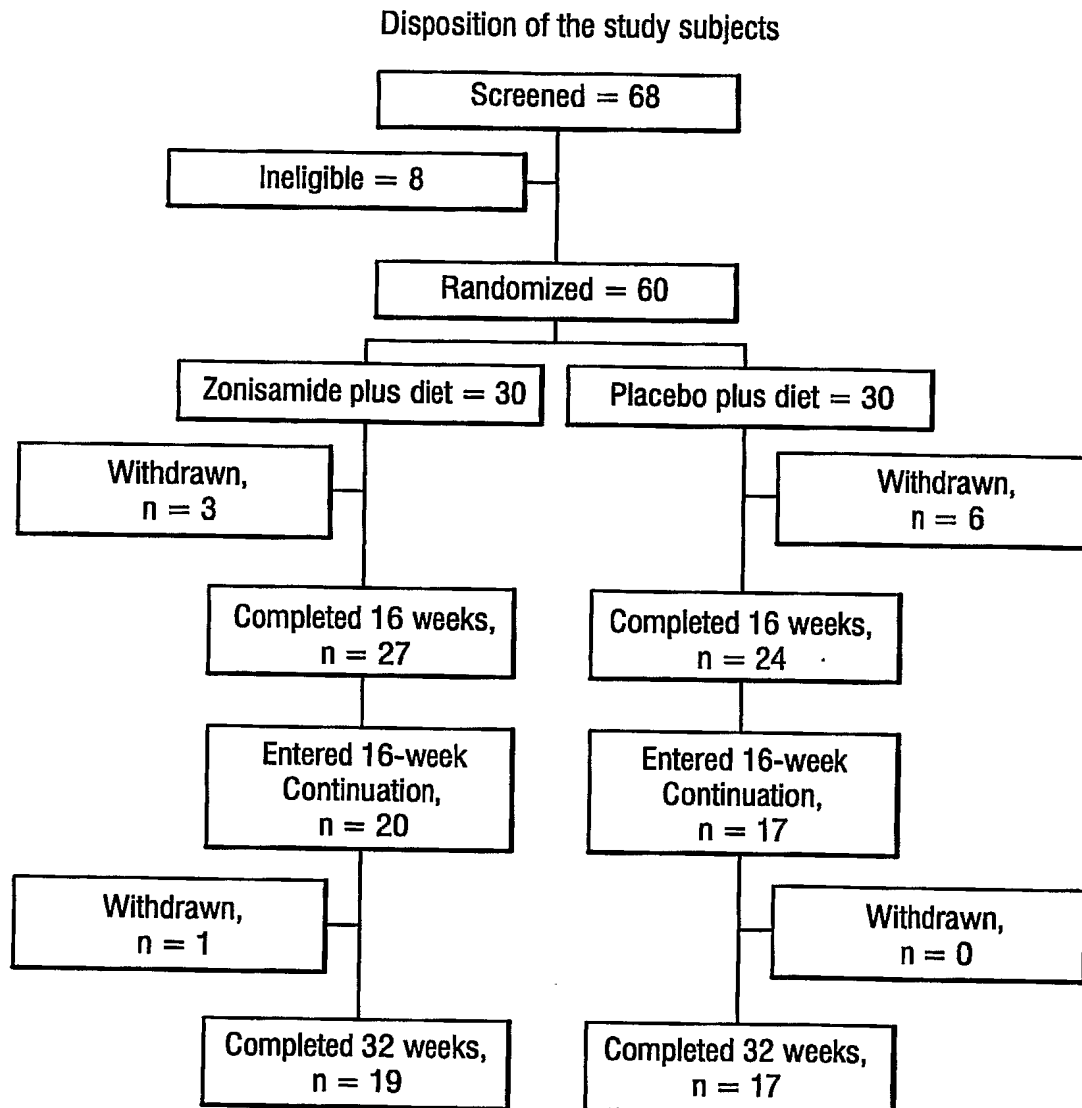 Disposition of the study subjects
Screened = 68
Ineligible = 8
Randomized = 60
Zonisamide plus diet = 30
Placebo plus diet = 30
Withdrawn,
n = 3
Withdrawn,
n = 6
Completed 16 weeks,
n = 27
Completed 16 weeks,
n = 24
Entered 16-week
Continuation,
n = 20
Entered 16-week
Continuation,
n = 17
Withdrawn,
n = 1
Withdrawn,
n = 0
Completed 32 weeks,
n = 19
Completed 32 weeks,
n = 17